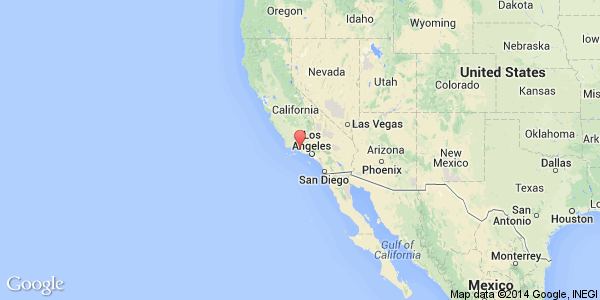 Oregon
Idaho
Wyoming
South
Dakota
Nebraska
Nevada
Utah
United States
Colorado
Kansas
California
Las Vegas
Los
Angeles
Arizona
Phoenix
New
Mexico
Oklahoma
Dallas
San Diego
Texas
San
Antonio
Houston
Gulf of
California
Monterrey
Mexico
Google
Map data ©2014 Google, INEGI